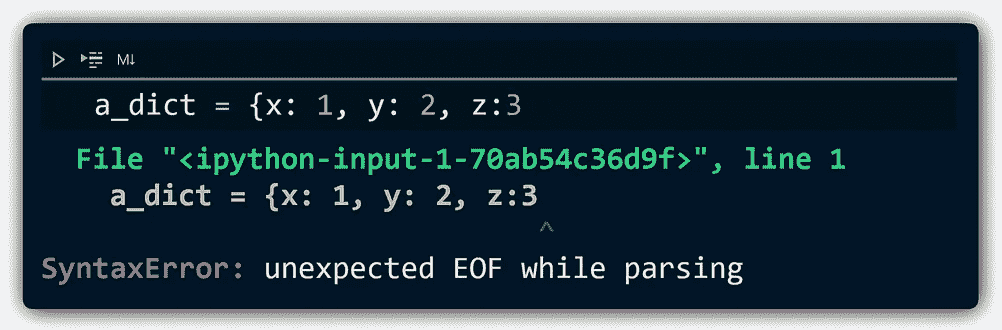 M↓
a_dict = {x: 1, y: 2, z:3
File "<ipython-input-1-70ab54c36d9f>", line 1
a_dict = {x: 1, y: 2, z:3
^
SyntaxError: unexpected EOF while parsing